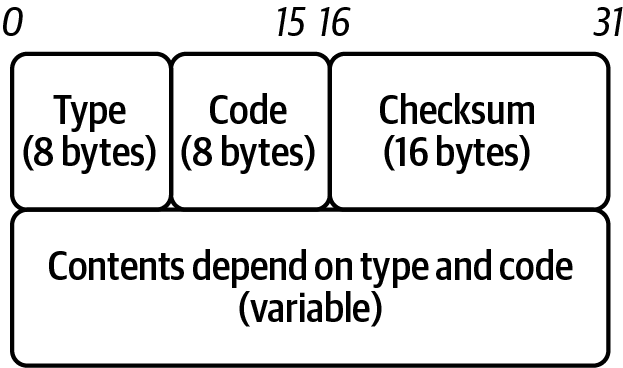 0 15 16 31
Type Code Checksum
(8 bytes) (8 bytes) (16 bytes)
Contents depend on type and code
(variable)